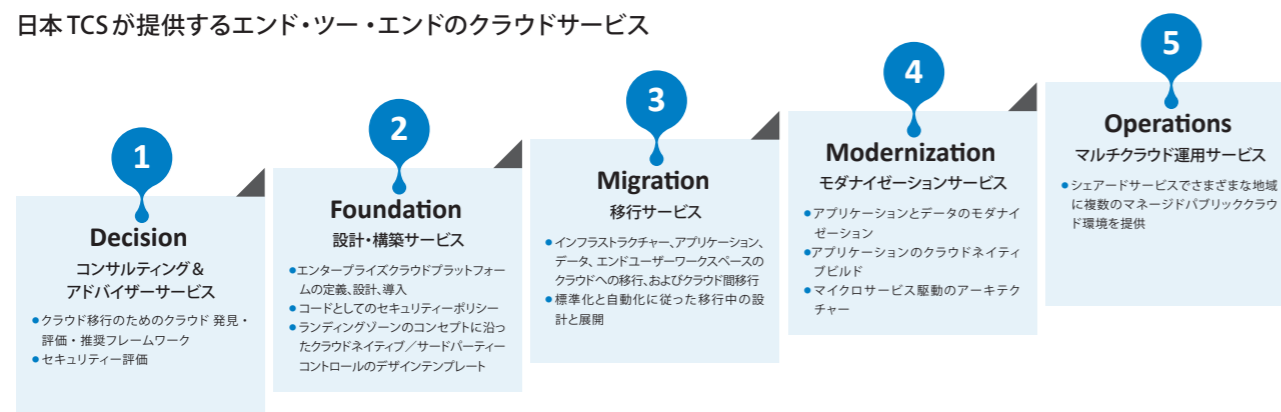 日本TCSが提供するエンド・ツー・エンドのクラウドサービス
1
Decision
コンサルティング&
アドバイザーサービス
●クラウド移行のためのクラウド 発見・
評価・推奨フレームワーク
●セキュリティー評価
2
Foundation
設計・構築サービス
●エンタープライズクラウドプラットフォー
ムの定義、設計、導入
●コードとしてのセキュリティーポリシー
●ランディングゾーンのコンセプトに沿っ
たクラウドネイティブ／サードパーティー
コントロールのデザインテンプレート
3
Migration
移行サービス
●インフラストラクチャー、アプリケーション、
データ、エンドユーザーワークスペースの
クラウドへの移行、およびクラウド間移行
●標準化と自動化に従った移行中の設
計と展開
4
Modernization
モダナイゼーションサービス
●アプリケーションとデータのモダナイ
ゼーション
●アプリケーションのクラウドネイティ
ブビルド
●マイクロサービス駆動のアーキテク
チャー
5
Operations
マルチクラウド運用サービス
●シェアードサービスでさまざまな地域
に複数のマネージドパブリッククラウ
ド環境を提供